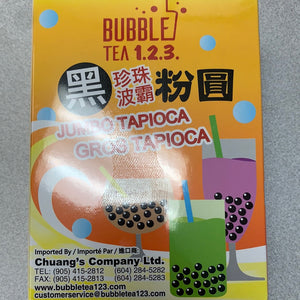 BUBBLE
TEA 1.2.3.
黑 珍珠波霸 粉圓
JUMBO TAPIOCA
GROS TAPIOCA
Imported By / Importé Par / 進口商
Chuang's Company Ltd.
TEL: (905) 415-2812 (604) 284-5282
FAX: (905) 415-2813 (604) 284-5283
www.bubbletea123.com
customerservice@bubbletea123.com